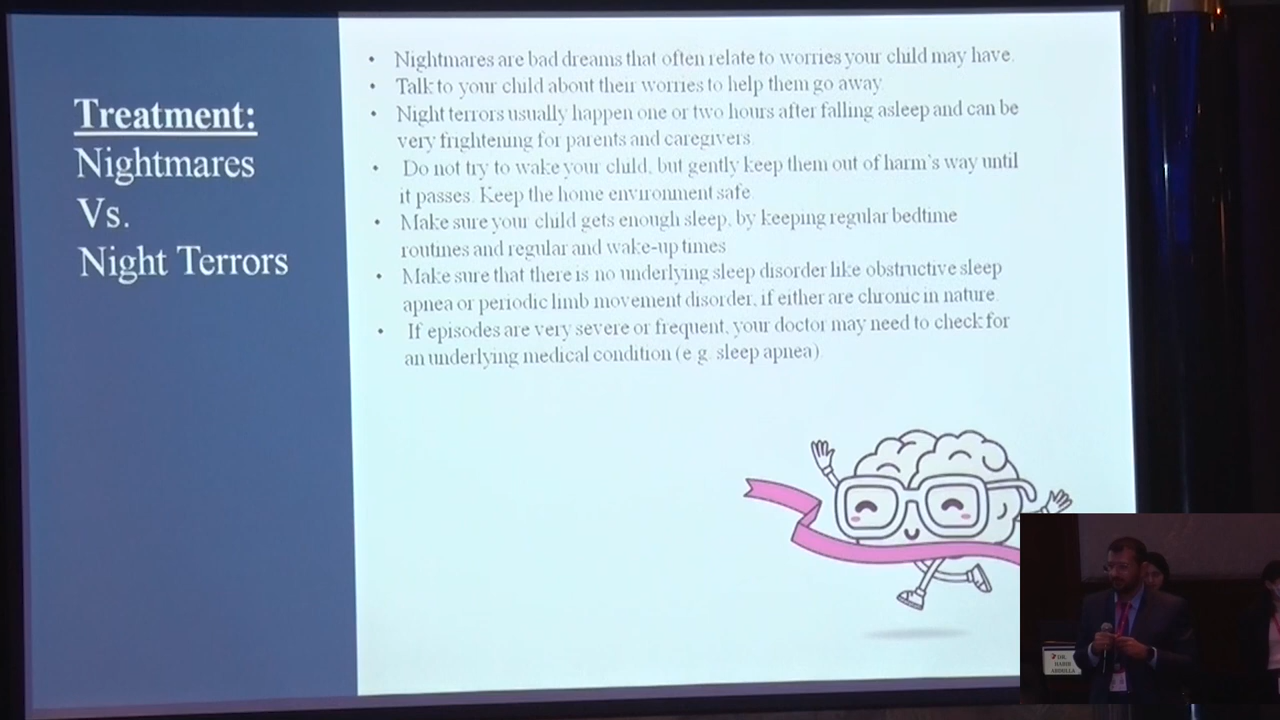 Treatment:
Nightmares
Vs.
Night Terrors
• Nightmares are bad dreams that often relate to worries your child may have.
• Talk to your child about their worries to help them go away.
• Night terrors usually happen one or two hours after falling asleep and can be
very frightening for parents and caregivers.
• Do not try to wake your child, but gently keep them out of harm's way until
it passes. Keep the home environment safe.
• Make sure your child gets enough sleep, by keeping regular bedtime
routines and regular and wake-up times
• Make sure that there is no underlying sleep disorder like obstructive sleep
apnea or periodic limb movement disorder, if either are chronic in nature.
• If episodes are very severe or frequent, your doctor may need to check for
an underlying medical condition (e.g. sleep apnea)
DR.
HABIB
ABDULLA